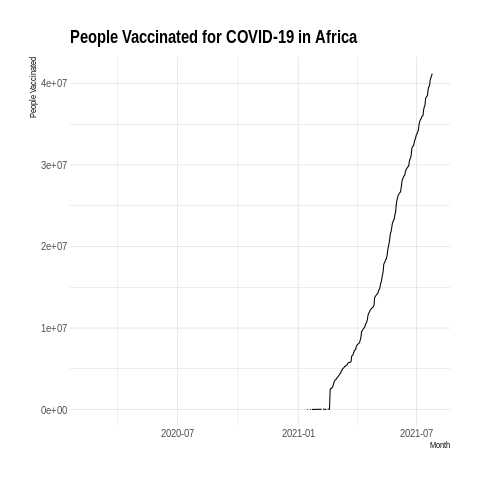 People Vaccinated for COVID-19 in Africa
People Vaccinated
4e+07
3e+07
2e+07
1e+07
0e+00
2020-07
2021-01
2021-07
Month